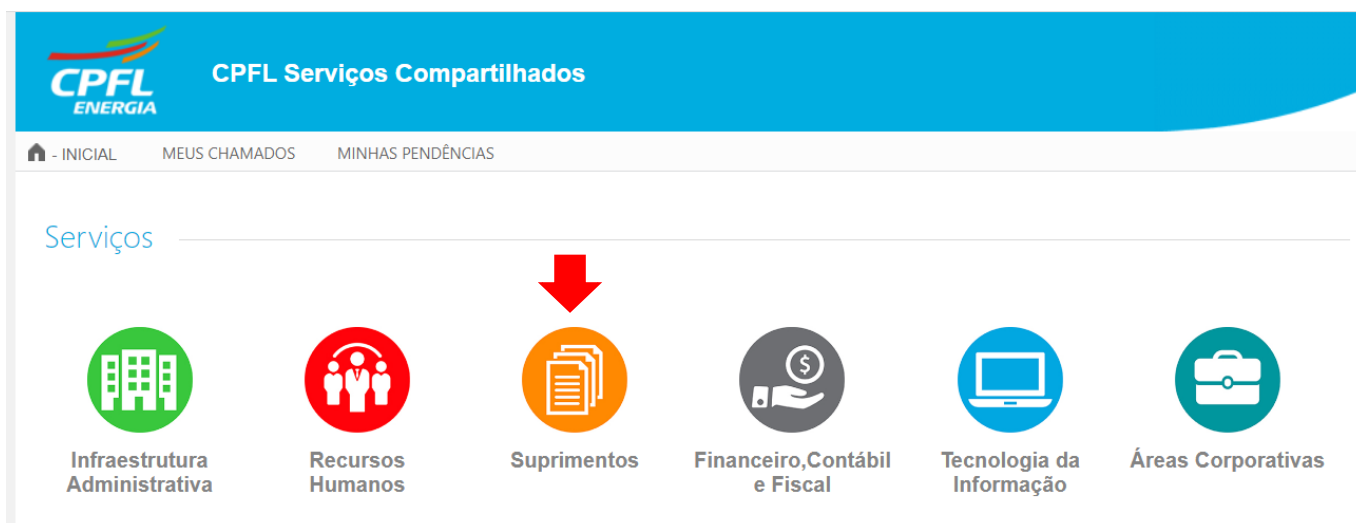 CPFL
ENERGIA
CPFL Serviços Compartilhados
- INICIAL MEUS CHAMADOS MINHAS PENDÊNCIAS
Serviços
$
Infraestrutura
Administrativa
Recursos
Humanos
Suprimentos
Financeiro,Contábil
e Fiscal
Tecnologia da
Informação
Áreas Corporativas